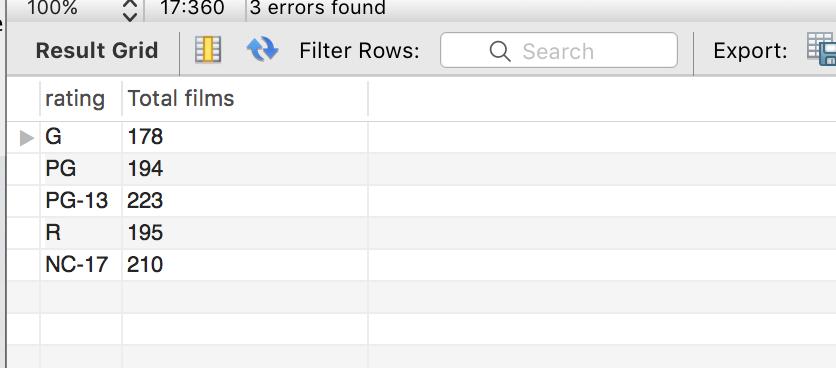 100% 17:360 3 errors found
Result Grid Filter Rows: Search Export:
rating Total films
G 178
PG 194
PG-13 223
R 195
NC-17 210